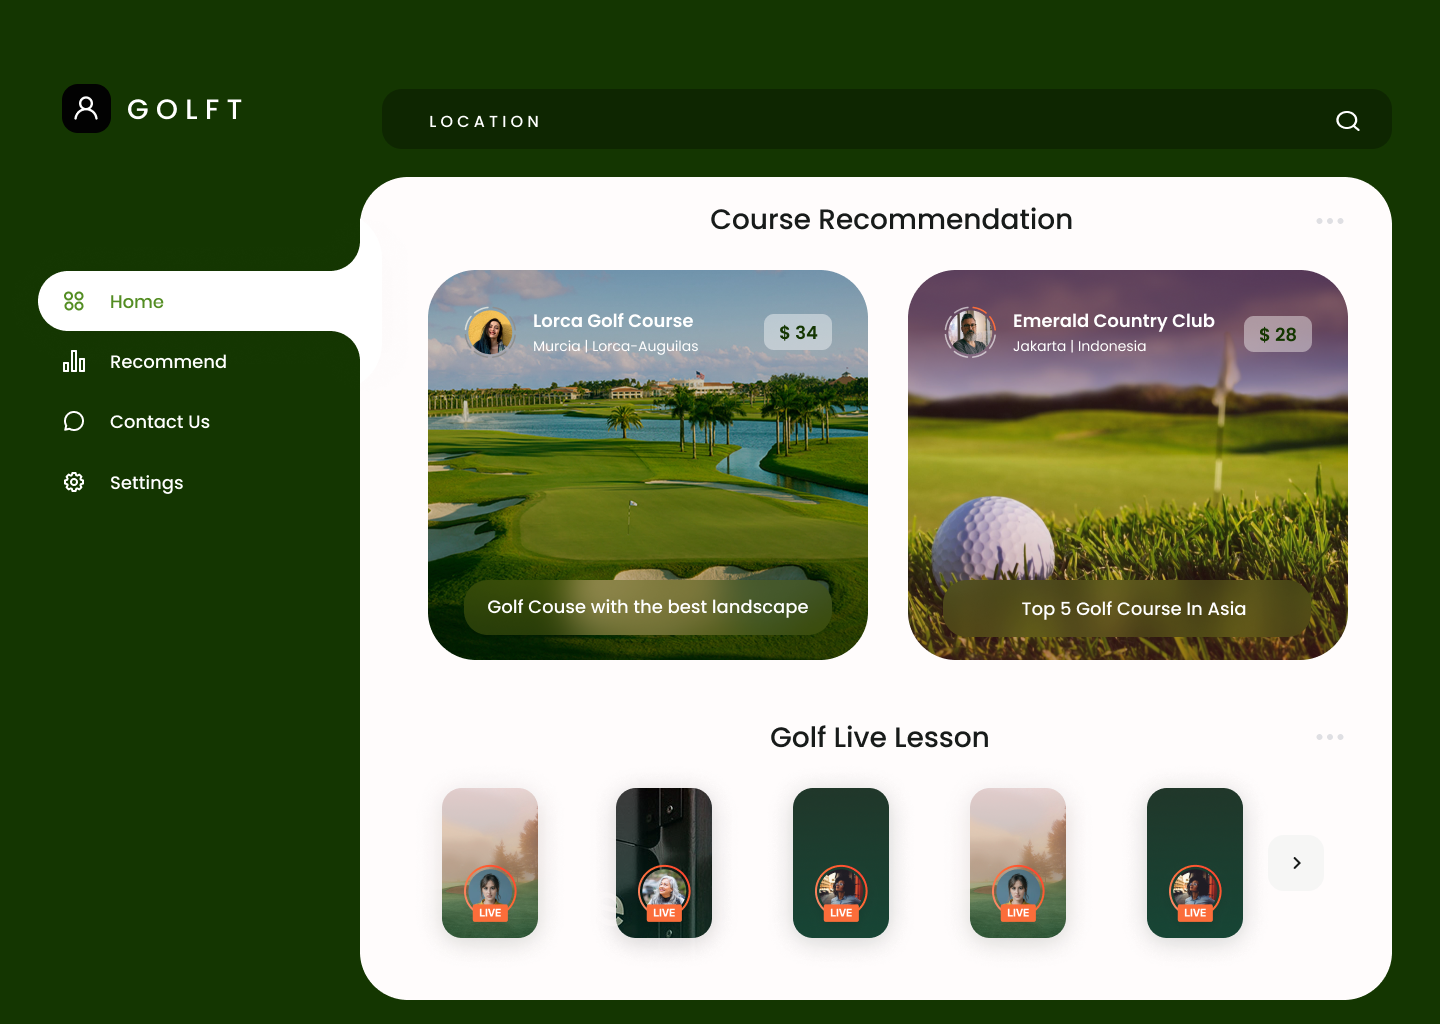 GOLFT
LOCATION
Course Recommendation
Home
Recommend
Contact Us
Settings
Lorca Golf Course
Murcia | Lorca-Auguilas
$ 34
Golf Couse with the best landscape
Emerald Country Club
Jakarta | Indonesia
$ 28
Top 5 Golf Course In Asia
Golf Live Lesson
LIVE
e
LIVE
LIVE
LIVE
LIVE